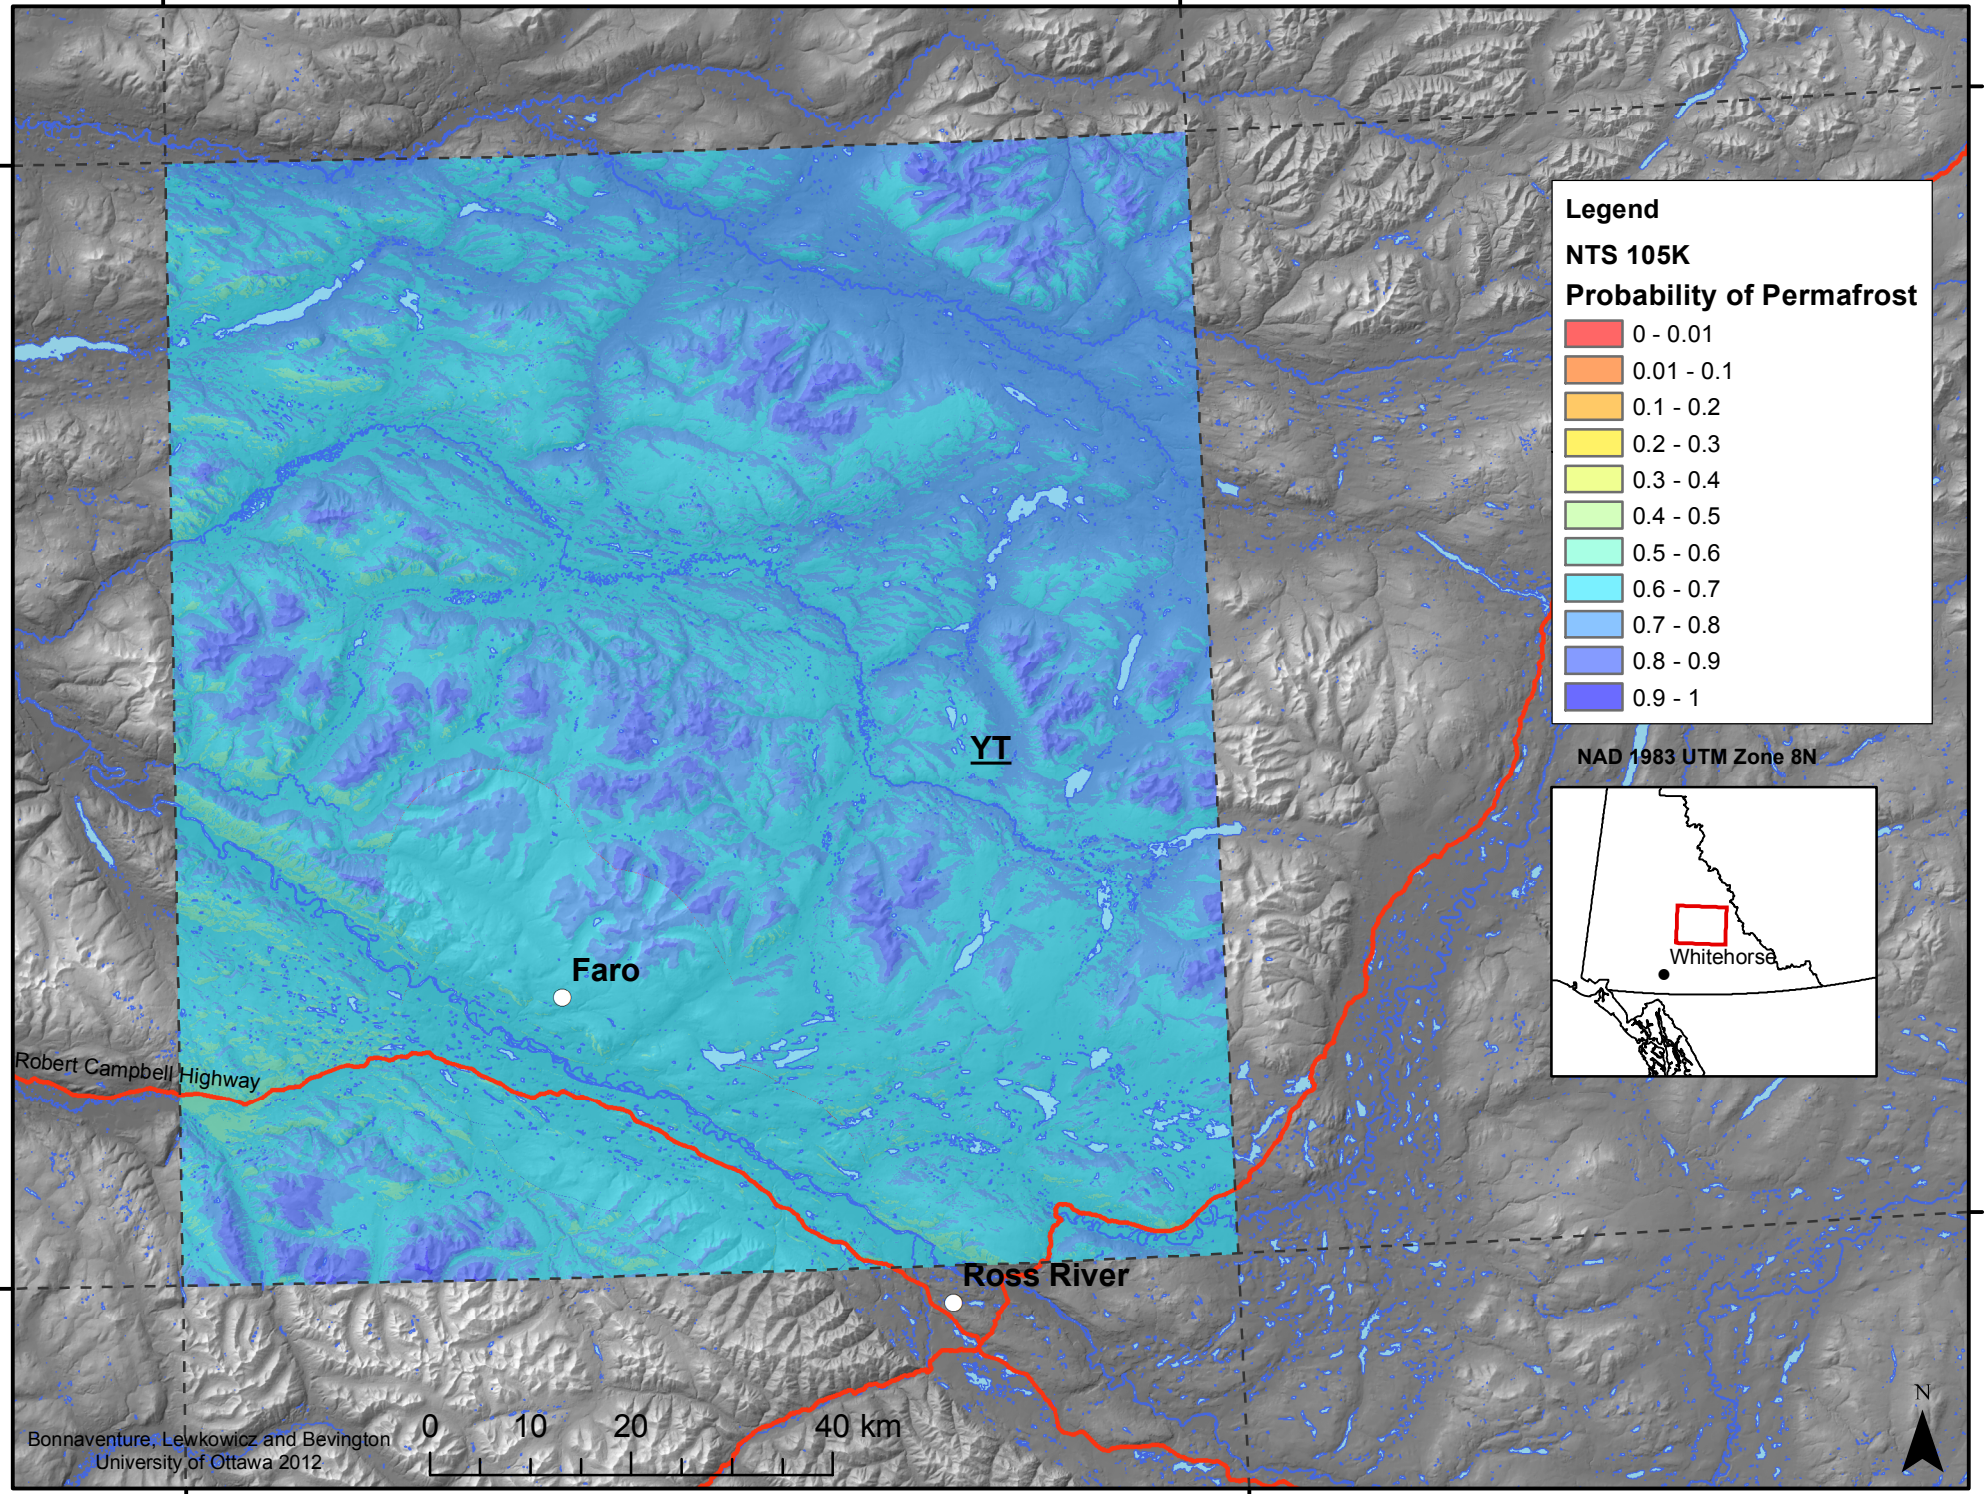 Legend
NTS 105K
Probability of Permafrost
0 - 0.01
0.01 - 0.1
0.1 - 0.2
0.2 - 0.3
0.3 - 0.4
0.4 - 0.5
0.5 - 0.6
0.6 - 0.7
0.7 - 0.8
0.8 - 0.9
0.9 - 1
NAD 1983 UTM Zone 8N
YT
Whitehorse
Faro
Robert Campbell Highway
Ross River
0 10 20 40 km
Bonnaventure, Lewkowicz and Bevington
University of Ottawa 2012
N